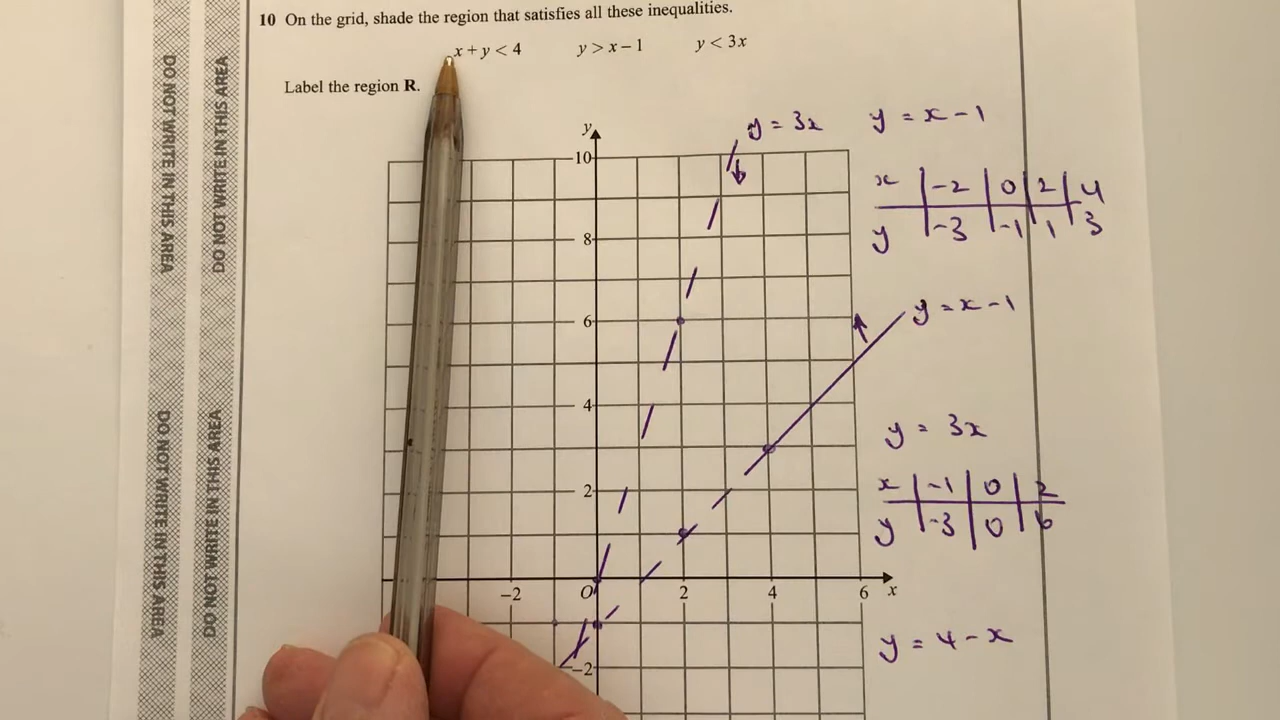 10 On the grid, shade the region that satisfies all these inequalities.
x + y < 4 y > x − 1 y < 3x
Label the region R.
DO NOT WRITE IN THIS AREA
DO NOT WRITE IN THIS AREA
DO NOT WRITE IN THIS AREA
DO NOT WRITE IN THIS AREA
y
y = 3x
y = x − 1
10
8
6
4
2
x | −2 | 0 | 2 | 4
y | −3 | −1 | 1 | 3
y = x − 1
y = 3x
x | −1 | 0 | 2
y | −3 | 0 | 6
−2 O 2 4 6 x
−2
y = 4 − x